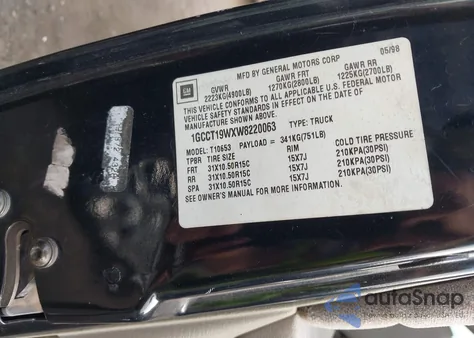 GM
MFD BY GENERAL MOTORS CORP 05/98
GVWR GAWR FRT GAWR RR
2223KG(4900LB) 1270KG(2800LB) 1225KG(2700LB)
THIS VEHICLE CONFORMS TO ALL APPLICABLE U.S. FEDERAL MOTOR
VEHICLE SAFETY STANDARDS IN EFFECT ON THE DATE OF
MANUFACTURE SHOWN ABOVE.
1GCCT19WXW8220063 TYPE: TRUCK
MODEL: T10653 PAYLOAD = 341KG(751LB)
TPBR TIRE SIZE RIM COLD TIRE PRESSURE
FRT 31X10.50R15C 15X7J 210KPA(30PSI)
RR 31X10.50R15C 15X7J 210KPA(30PSI)
SPA 31X10.50R15C 15X7J 210KPA(30PSI)
SEE OWNER'S MANUAL FOR MORE INFORMATION.
autoSnap